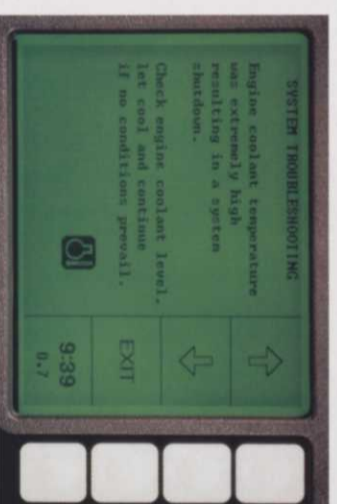 SYSTEM TROUBLESHOOTING
Engine coolant temperature
was extremely high
resulting in a system
shutdown.
Check engine coolant level,
let cool and continue
if no conditions prevail.
EXIT
9:39
0.7